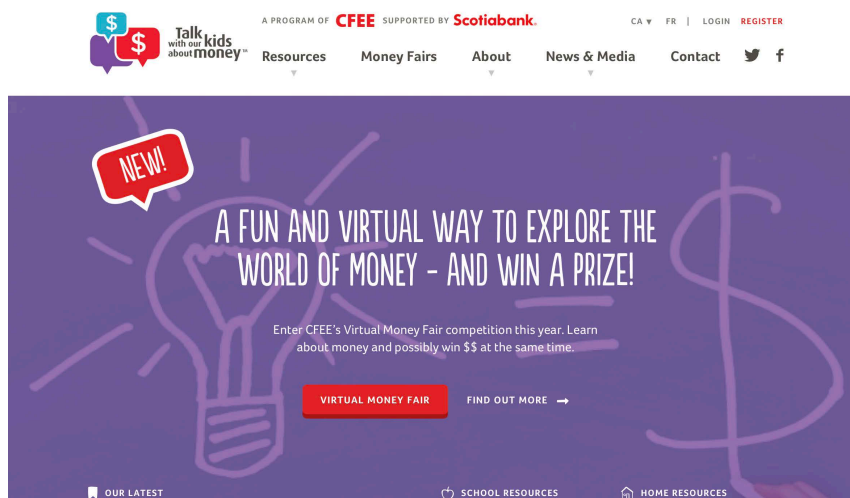 $
$
Talk
with our kids
about money™
A PROGRAM OF CFEE SUPPORTED BY Scotiabank®
CA ▼ FR | LOGIN REGISTER
Resources Money Fairs About News & Media Contact
NEW!
A FUN AND VIRTUAL WAY TO EXPLORE THE
WORLD OF MONEY - AND WIN A PRIZE!
Enter CFEE's Virtual Money Fair competition this year. Learn
about money and possibly win $$ at the same time.
VIRTUAL MONEY FAIR FIND OUT MORE →
OUR LATEST SCHOOL RESOURCES HOME RESOURCES